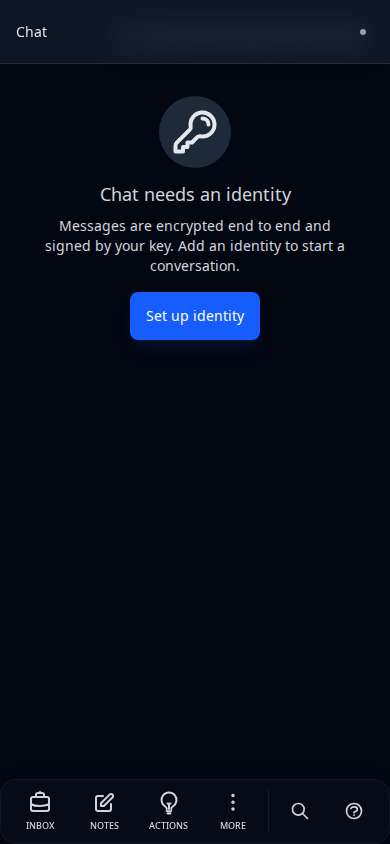 Chat
Chat needs an identity
Messages are encrypted end to end and
signed by your key. Add an identity to start a
conversation.
Set up identity
INBOX
NOTES
ACTIONS
MORE